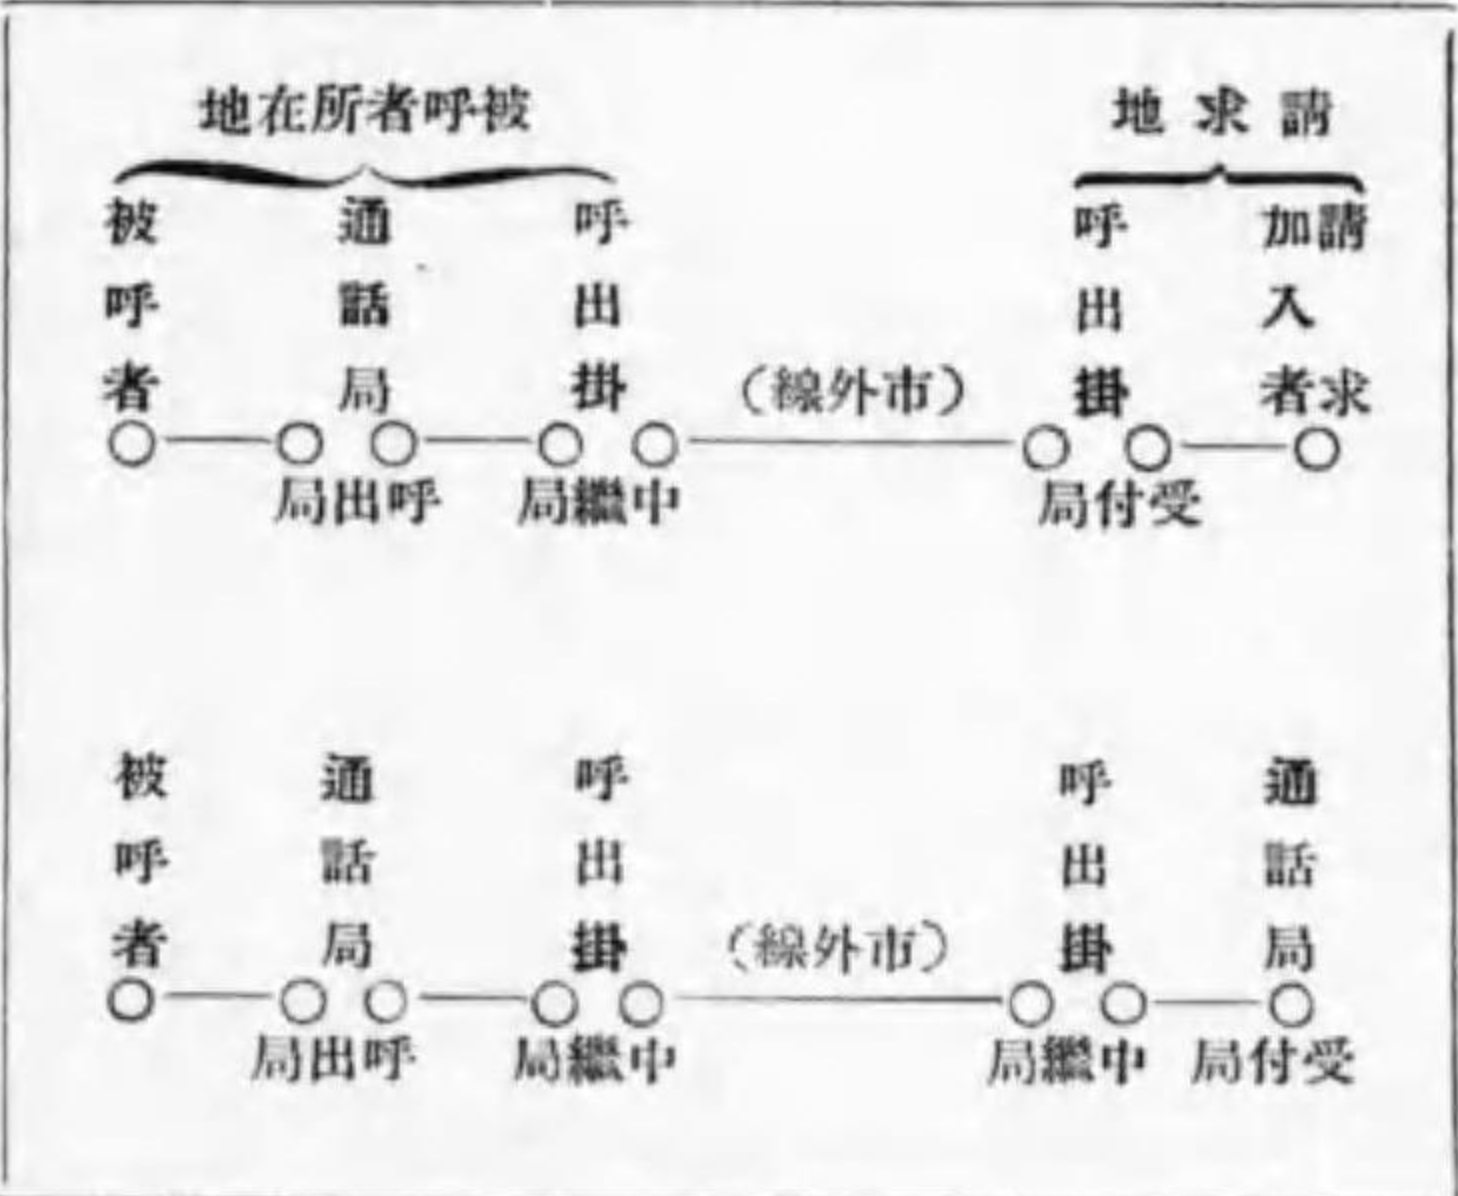 請求地
請求
加入者
呼出掛
受付局
（市外線）
被呼者所在地
呼出掛
中継局
通話局
呼出局
被呼者
通話局
受付局
呼出掛
中繼局
（市外線）
呼出掛
中繼局
通話局
呼出局
被呼者